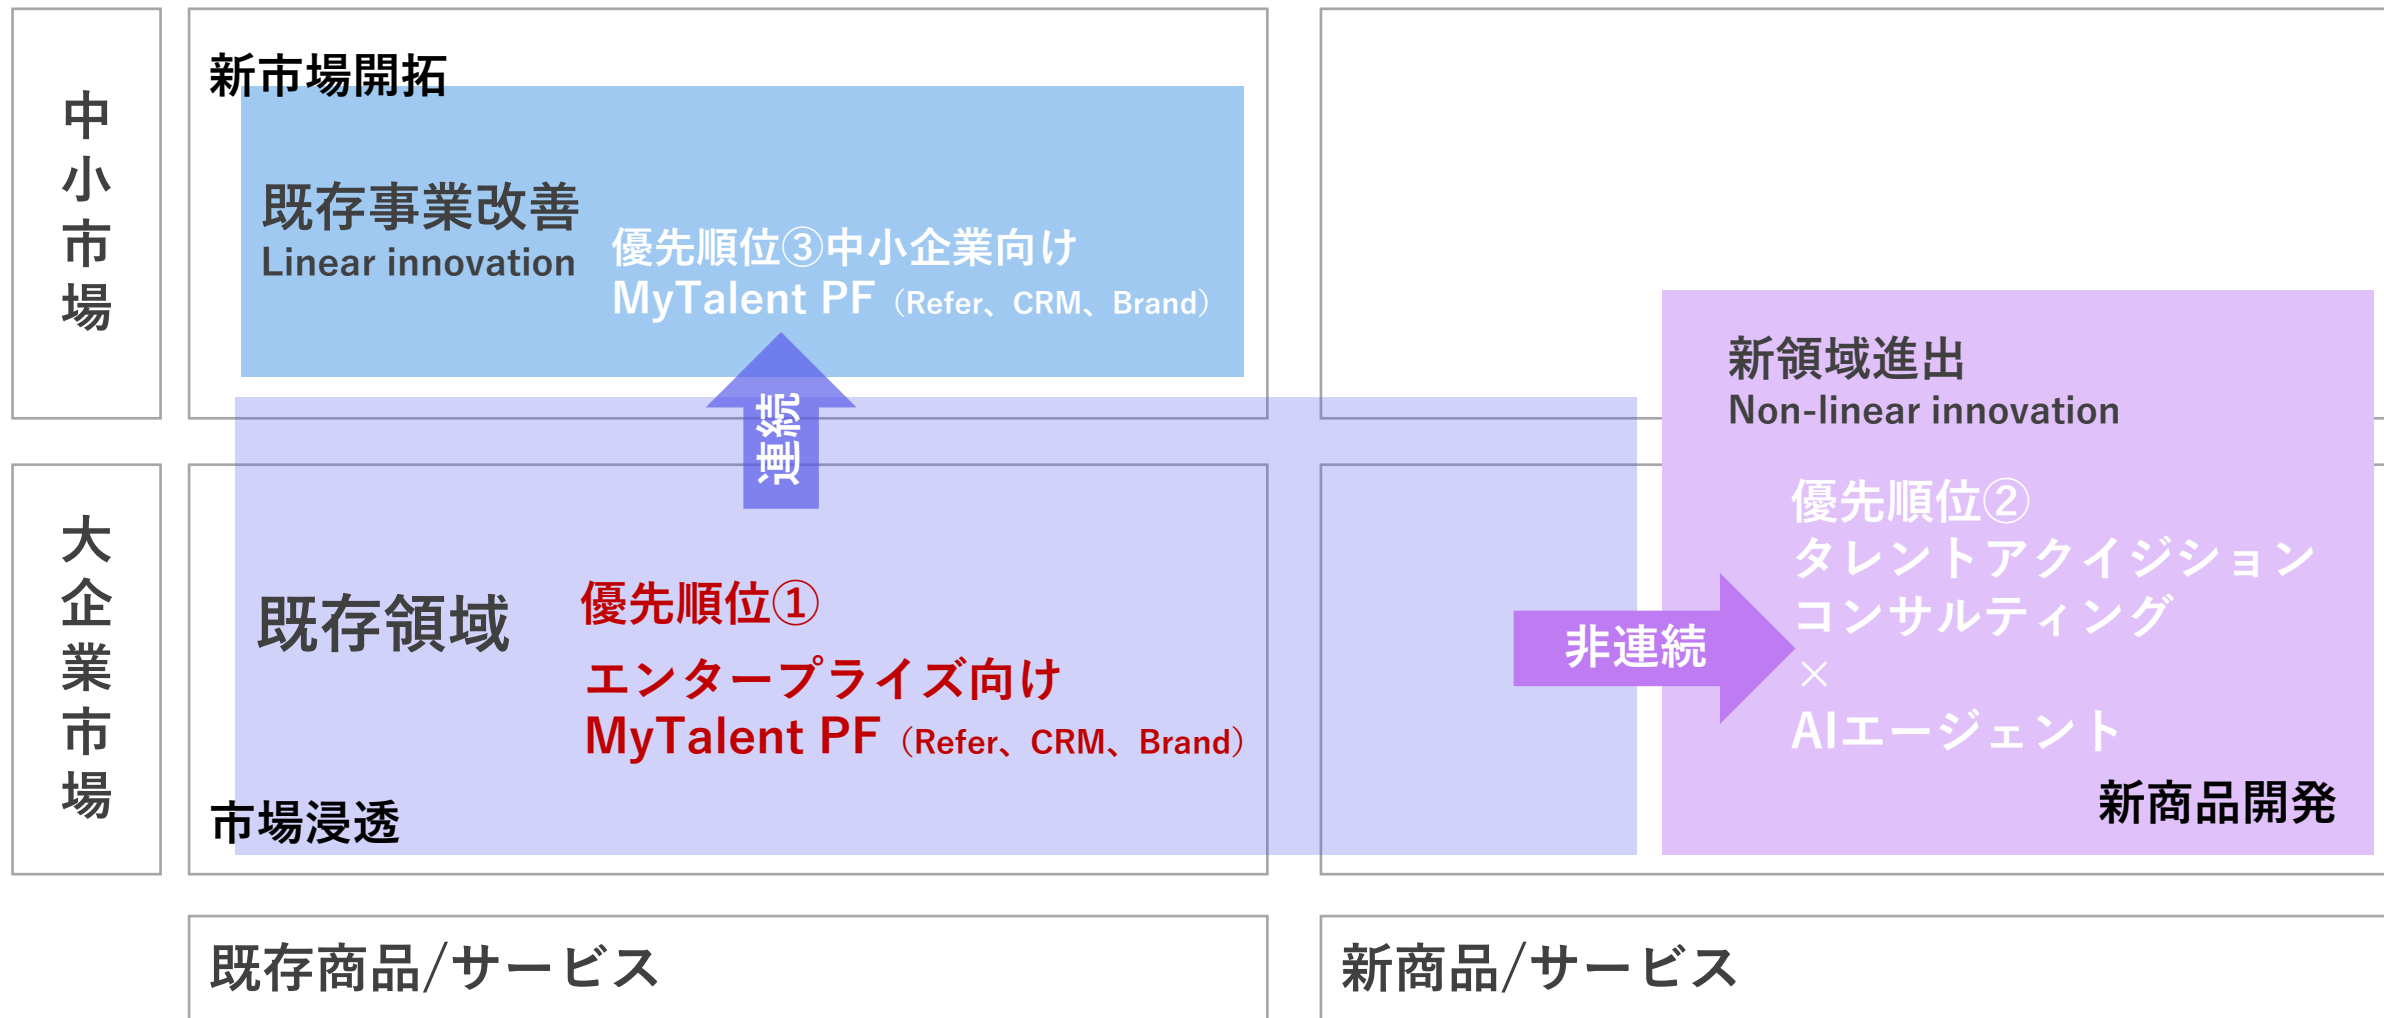 中小市場
新市場開拓
既存事業改善
Linear innovation
優先順位③中小企業向け
MyTalent PF（Refer、CRM、Brand）
連続
新領域進出
Non-linear innovation
大企業市場
既存領域
優先順位①
エンタープライズ向け
MyTalent PF（Refer、CRM、Brand）
市場浸透
非連続
優先順位②
タレントアクイジション
コンサルティング
×
AIエージェント
新商品開発
既存商品/サービス
新商品/サービス